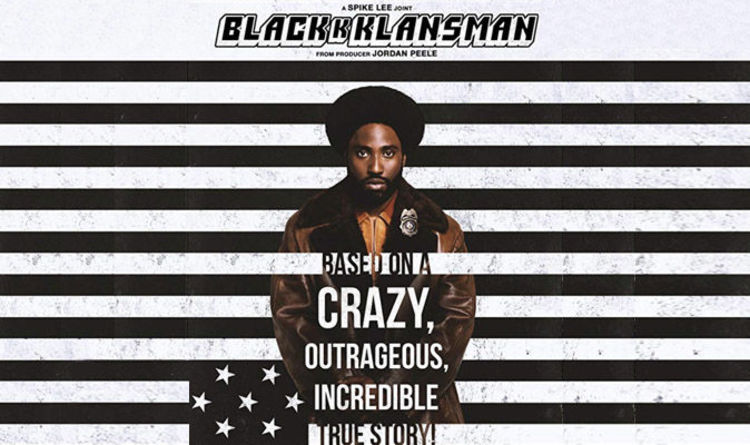 A SPIKE LEE JOINT
BLACKkKLANSMAN
FROM PRODUCER JORDAN PEELE
BASED ON A
CRAZY,
OUTRAGEOUS,
INCREDIBLE
TRUE STORY!